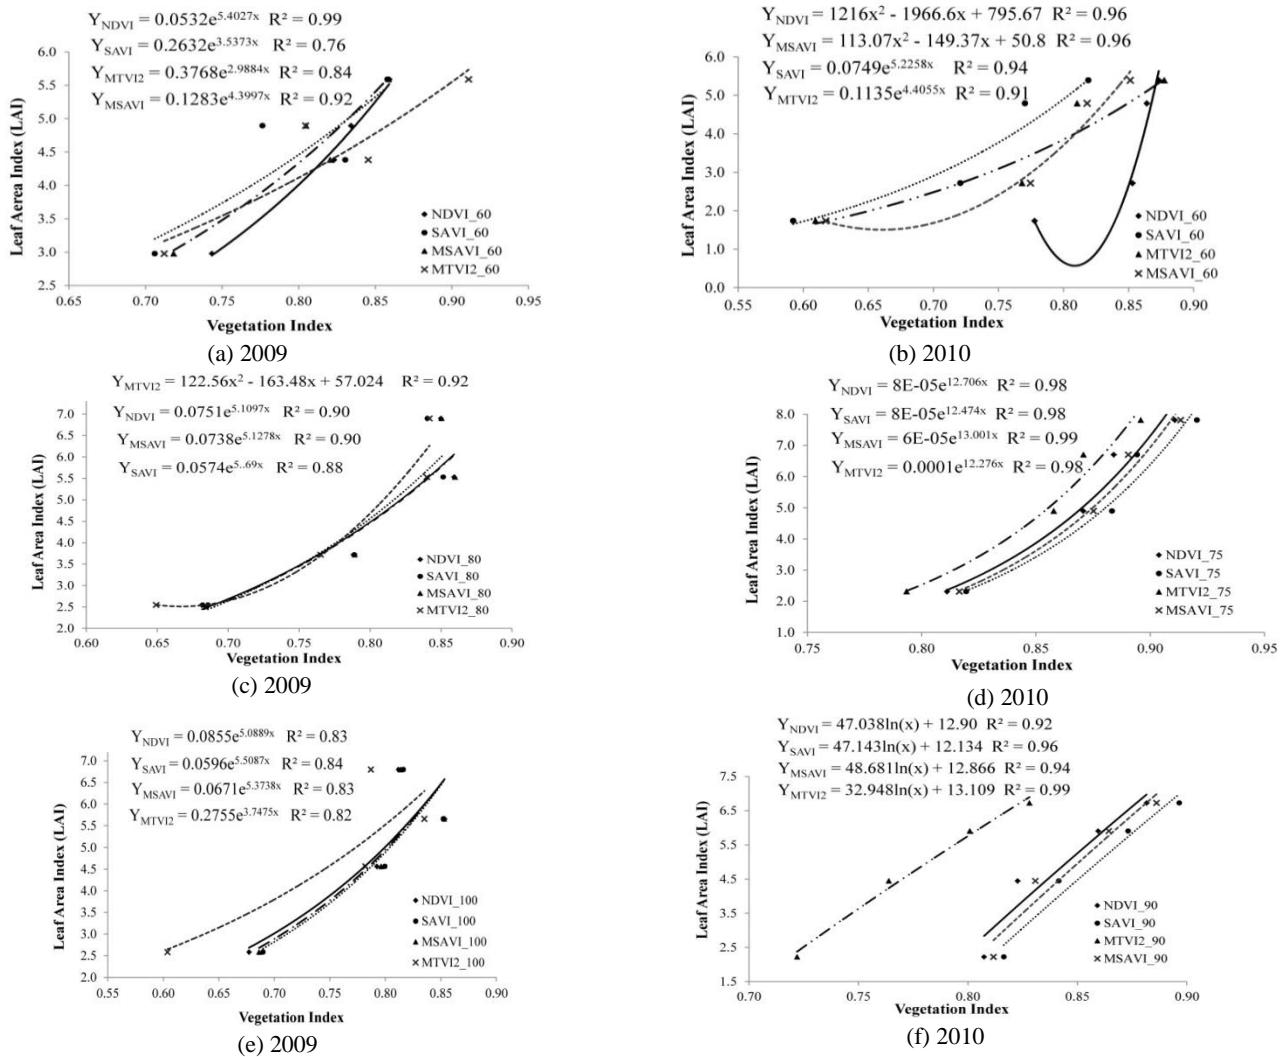 Y_NDVI = 0.0532e^5.4027x R² = 0.99
Y_SAVI = 0.2632e^3.5373x R² = 0.76
Y_MTVI2 = 0.3768e^2.9884x R² = 0.84
Y_MSAVI = 0.1283e^4.3997x R² = 0.92
Leaf Aerea Index (LAI)
6.0
5.5
5.0
4.5
4.0
3.5
3.0
2.5
NDVI_60
SAVI_60
MSAVI_60
MTVI2_60
0.65 0.70 0.75 0.80 0.85 0.90 0.95
Vegetation Index
(a) 2009
Y_NDVI = 1216x² - 1966.6x + 795.67 R² = 0.96
Y_MSAVI = 113.07x² - 149.37x + 50.8 R² = 0.96
Y_SAVI = 0.0749e^5.2258x R² = 0.94
Y_MTVI2 = 0.1135e^4.4055x R² = 0.91
Leaf Area Index (LAI)
6.0
5.0
4.0
3.0
2.0
1.0
0.0
NDVI_60
SAVI_60
MTVI2_60
MSAVI_60
0.55 0.60 0.65 0.70 0.75 0.80 0.85 0.90
Vegetation Index
(b) 2010
Y_MTVI2 = 122.56x² - 163.48x + 57.024 R² = 0.92
Y_NDVI = 0.0751e^5.1097x R² = 0.90
Y_MSAVI = 0.0738e^5.1278x R² = 0.90
Y_SAVI = 0.0574e^5..69x R² = 0.88
Leaf Area Index (LAI)
7.0
6.5
6.0
5.5
5.0
4.5
4.0
3.5
3.0
2.5
2.0
NDVI_80
SAVI_80
MSAVI_80
MTVI2_80
0.60 0.65 0.70 0.75 0.80 0.85 0.90
Vegetation Index
(c) 2009
Y_NDVI = 8E-05e^12.706x R² = 0.98
Y_SAVI = 8E-05e^12.474x R² = 0.98
Y_MSAVI = 6E-05e^13.001x R² = 0.99
Y_MTVI2 = 0.0001e^12.276x R² = 0.98
Leaf Area Index (LAI)
8.0
7.0
6.0
5.0
4.0
3.0
2.0
1.0
NDVI_75
SAVI_75
MTVI2_75
MSAVI_75
0.75 0.80 0.85 0.90 0.95
Vegetation Index
(d) 2010
Y_NDVI = 0.0855e^5.0889x R² = 0.83
Y_SAVI = 0.0596e^5.5087x R² = 0.84
Y_MSAVI = 0.0671e^5.3738x R² = 0.83
Y_MTVI2 = 0.2755e^3.7475x R² = 0.82
Leaf Area Index (LAI)
7.0
6.5
6.0
5.5
5.0
4.5
4.0
3.5
3.0
2.5
2.0
NDVI_100
SAVI_100
MSAVI_100
MTVI2_100
0.55 0.60 0.65 0.70 0.75 0.80 0.85 0.90
Vegetation Index
(e) 2009
Y_NDVI = 47.038ln(x) + 12.90 R² = 0.92
Y_SAVI = 47.143ln(x) + 12.134 R² = 0.96
Y_MSAVI = 48.681ln(x) + 12.866 R² = 0.94
Y_MTVI2 = 32.948ln(x) + 13.109 R² = 0.99
Leaf Area Index (LAI)
7.5
6.5
5.5
4.5
3.5
2.5
1.5
NDVI_90
SAVI_90
MTVI2_90
MSAVI_90
0.70 0.75 0.80 0.85 0.90
Vegetation Index
(f) 2010